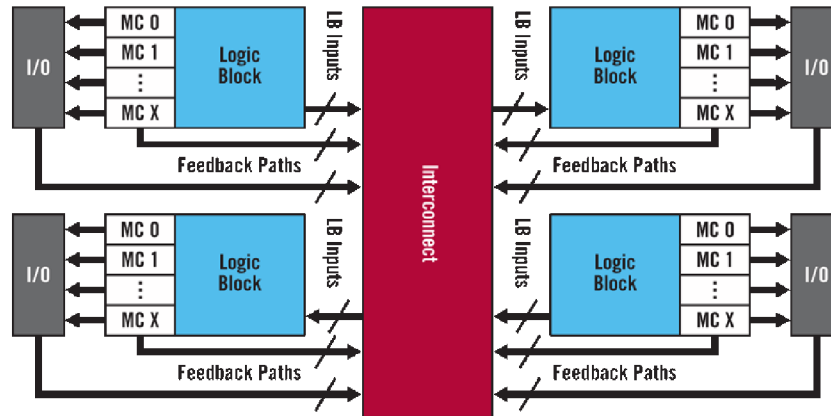 MC 0
MC 1
⋮
MC X
I/O
Logic
Block
LB Inputs
Feedback Paths
LB Inputs
Logic
Block
MC 0
MC 1
⋮
MC X
I/O
Feedback Paths
Interconnect
MC 0
MC 1
⋮
MC X
I/O
Logic
Block
LB Inputs
Feedback Paths
LB Inputs
Logic
Block
MC 0
MC 1
⋮
MC X
I/O
Feedback Paths